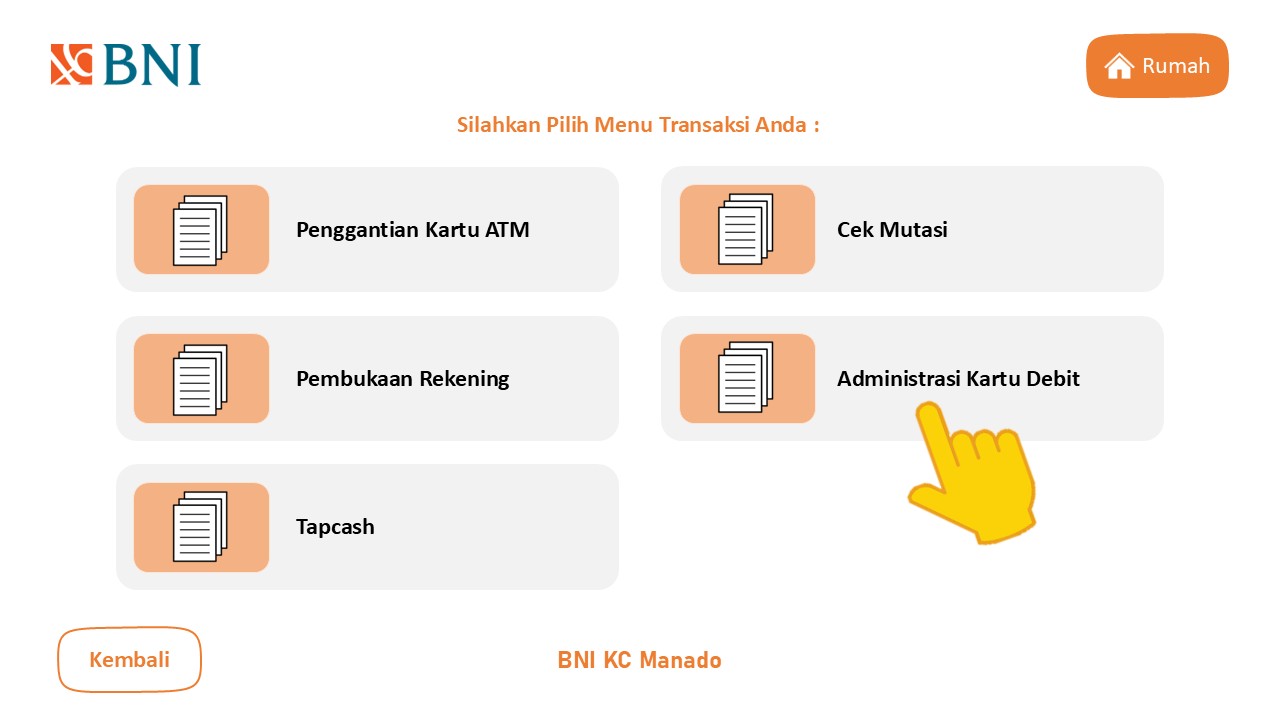 BNI
Rumah
Silahkan Pilih Menu Transaksi Anda :
Penggantian Kartu ATM
Cek Mutasi
Pembukaan Rekening
Administrasi Kartu Debit
Tapcash
Kembali
BNI KC Manado